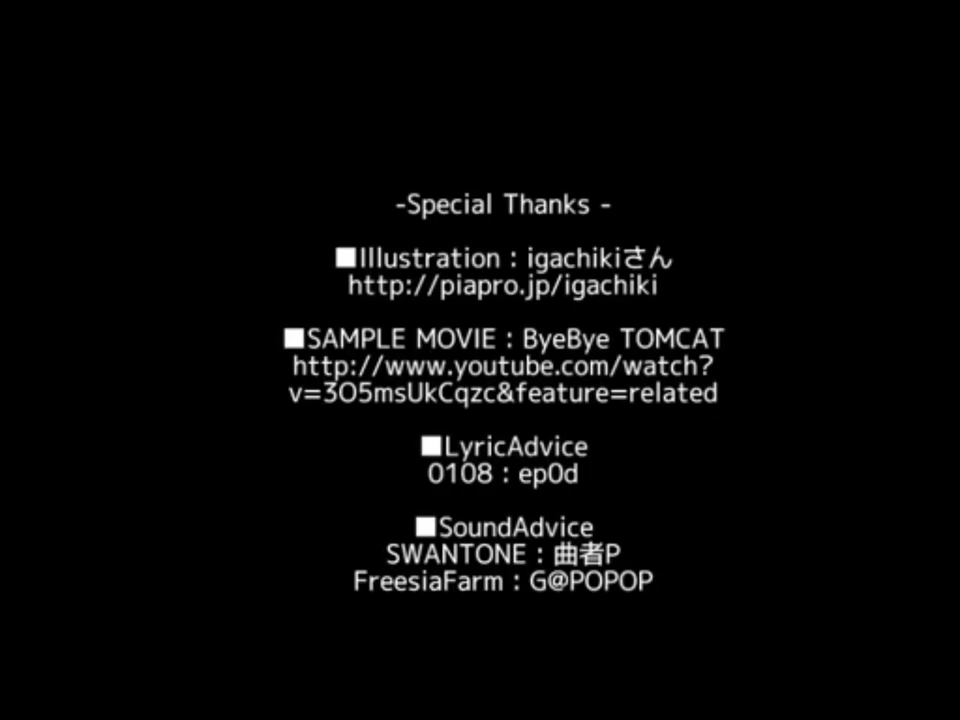 -Special Thanks -
■Illustration : igachikiさん
http://piapro.jp/igachiki
■SAMPLE MOVIE : ByeBye TOMCAT
http://www.youtube.com/watch?
v=3O5msUkCqzc&feature=related
■LyricAdvice
0108 : ep0d
■SoundAdvice
SWANTONE : 曲者P
FreesiaFarm : G@POPOP